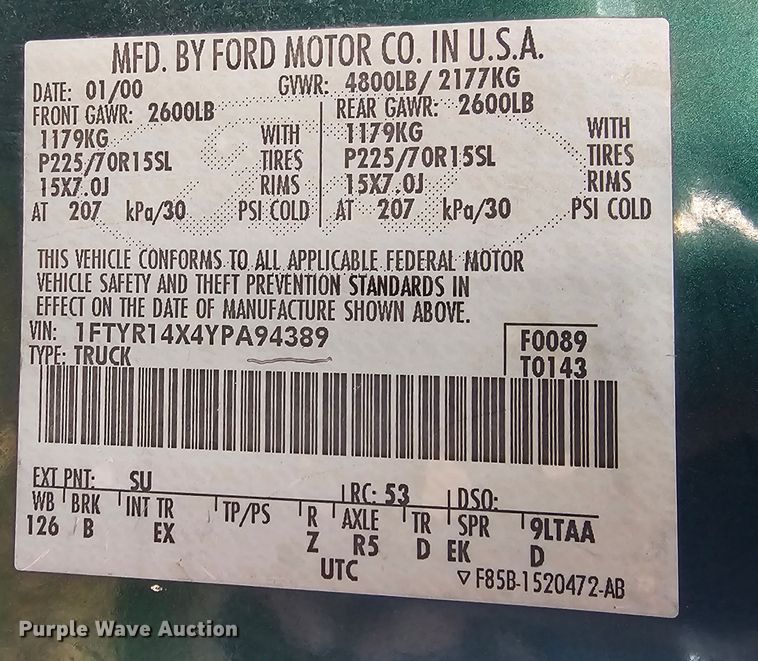 MFD. BY FORD MOTOR CO. IN U.S.A.
DATE: 01/00 GVWR: 4800LB/ 2177KG
FRONT GAWR: 2600LB REAR GAWR: 2600LB
1179KG WITH 1179KG WITH
P225/70R15SL TIRES P225/70R15SL TIRES
15X7.0J RIMS 15X7.0J RIMS
AT 207 kPa/30 PSI COLD AT 207 kPa/30 PSI COLD
THIS VEHICLE CONFORMS TO ALL APPLICABLE FEDERAL MOTOR
VEHICLE SAFETY AND THEFT PREVENTION STANDARDS IN
EFFECT ON THE DATE OF MANUFACTURE SHOWN ABOVE.
VIN: 1FTYR14X4YPA94389 F0089
TYPE: TRUCK T0143
EXT PNT: SU RC: 53 DSO:
WB BRK INT TR TP/PS R AXLE TR SPR 9LTAA
126 B EX Z R5 D EK D
UTC ▽ F85B-1520472-AB
Purple Wave Auction